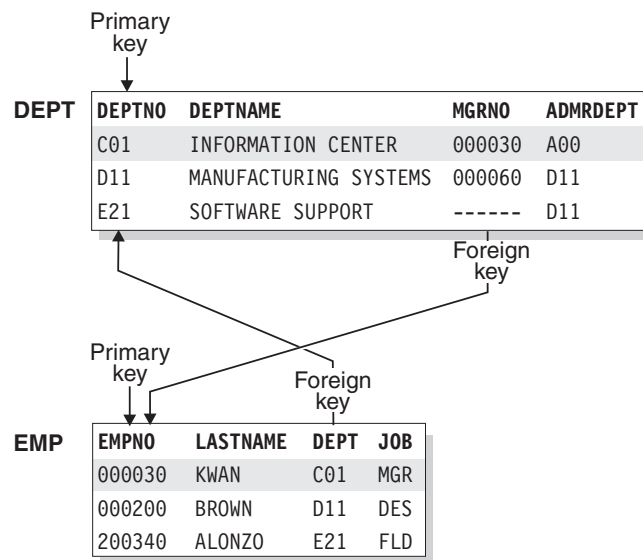 Primary
key
DEPT
DEPTNO DEPTNAME MGRNO ADMRDEPT
C01 INFORMATION CENTER 000030 A00
D11 MANUFACTURING SYSTEMS 000060 D11
E21 SOFTWARE SUPPORT ------ D11
Foreign
key
Primary
key
Foreign
key
EMP
EMPNO LASTNAME DEPT JOB
000030 KWAN C01 MGR
000200 BROWN D11 DES
200340 ALONZO E21 FLD